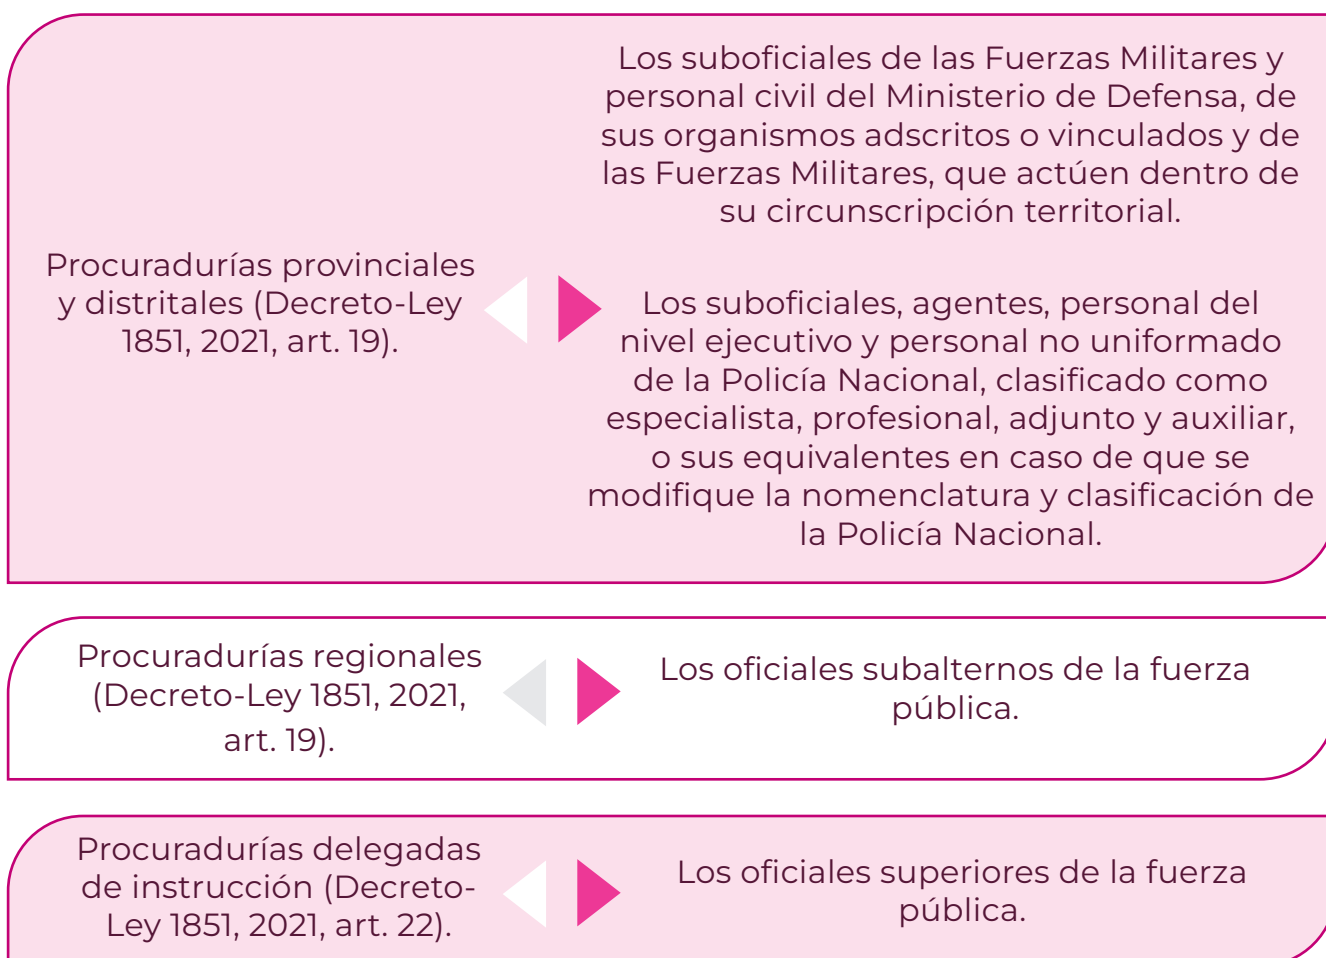 Procuradurías provinciales
y distritales (Decreto-Ley
1851, 2021, art. 19).
Los suboficiales de las Fuerzas Militares y
personal civil del Ministerio de Defensa, de
sus organismos adscritos o vinculados y de
las Fuerzas Militares, que actúen dentro de
su circunscripción territorial.
Los suboficiales, agentes, personal del
nivel ejecutivo y personal no uniformado
de la Policía Nacional, clasificado como
especialista, profesional, adjunto y auxiliar,
o sus equivalentes en caso de que se
modifique la nomenclatura y clasificación de
la Policía Nacional.
Procuradurías regionales
(Decreto-Ley 1851, 2021,
art. 19).
Los oficiales subalternos de la fuerza
pública.
Procuradurías delegadas
de instrucción (Decreto-
Ley 1851, 2021, art. 22).
Los oficiales superiores de la fuerza
pública.